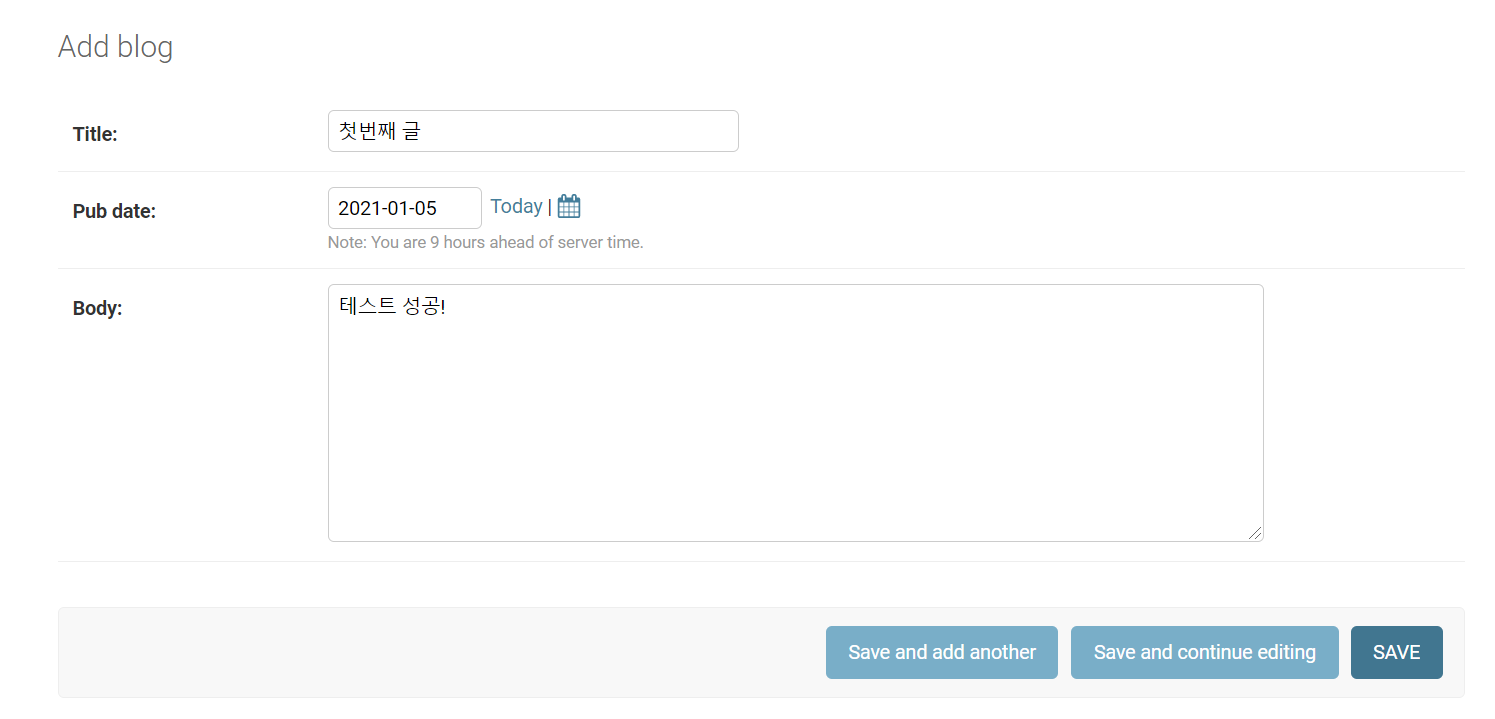 Add blog
Title: 첫번째 글
Pub date: 2021-01-05 Today |
Note: You are 9 hours ahead of server time.
Body: 테스트 성공!
Save and add another Save and continue editing SAVE